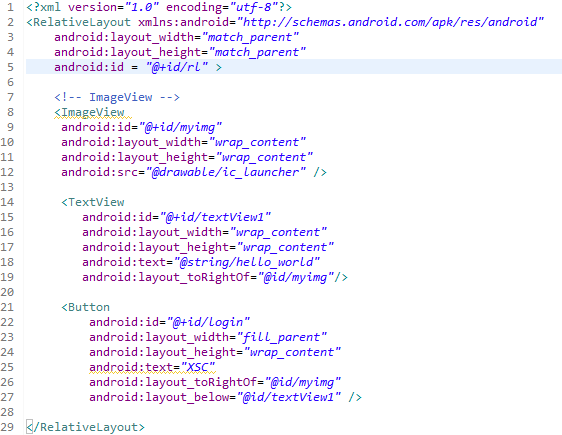 1 <?xml version="1.0" encoding="utf-8"?>
2 <RelativeLayout xmlns:android="http://schemas.android.com/apk/res/android"
3     android:layout_width="match_parent"
4     android:layout_height="match_parent"
5     android:id = "@+id/rl" >
6
7     <!-- ImageView -->
8     <ImageView
9      android:id="@+id/myimg"
10      android:layout_width="wrap_content"
11      android:layout_height="wrap_content"
12      android:src="@drawable/ic_launcher" />
13
14      <TextView
15         android:id="@+id/textView1"
16         android:layout_width="wrap_content"
17         android:layout_height="wrap_content"
18         android:text="@string/hello_world"
19         android:layout_toRightOf="@id/myimg"/>
20
21      <Button
22          android:id="@+id/login"
23          android:layout_width="fill_parent"
24          android:layout_height="wrap_content"
25          android:text="XSC"
26          android:layout_toRightOf="@id/myimg"
27          android:layout_below="@id/textView1" />
28
29 </RelativeLayout>